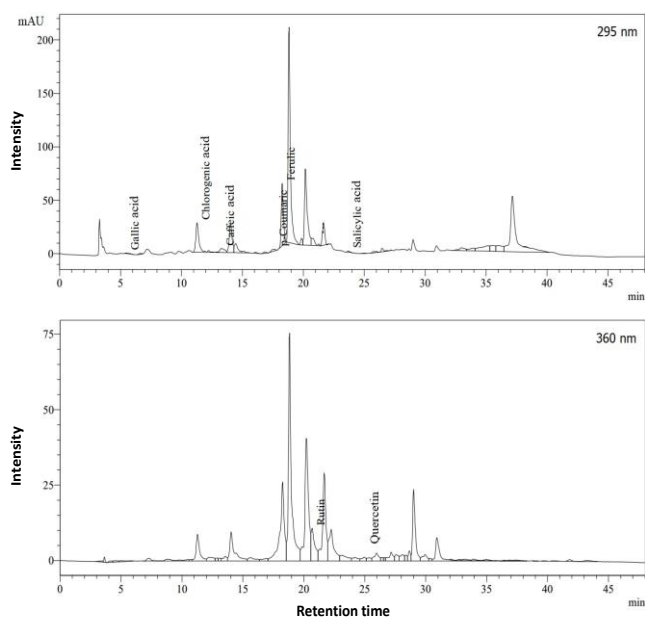 mAU
295 nm
200
150
100
50
0
Intensity
Gallic acid
Chlorogenic acid
Caffeic acid
Coumaric
Ferulic
Salicylic acid
0 5 10 15 20 25 30 35 40 45
min
360 nm
75
50
25
0
Intensity
Rutin
Quercetin
0 5 10 15 20 25 30 35 40 45
min
Retention time